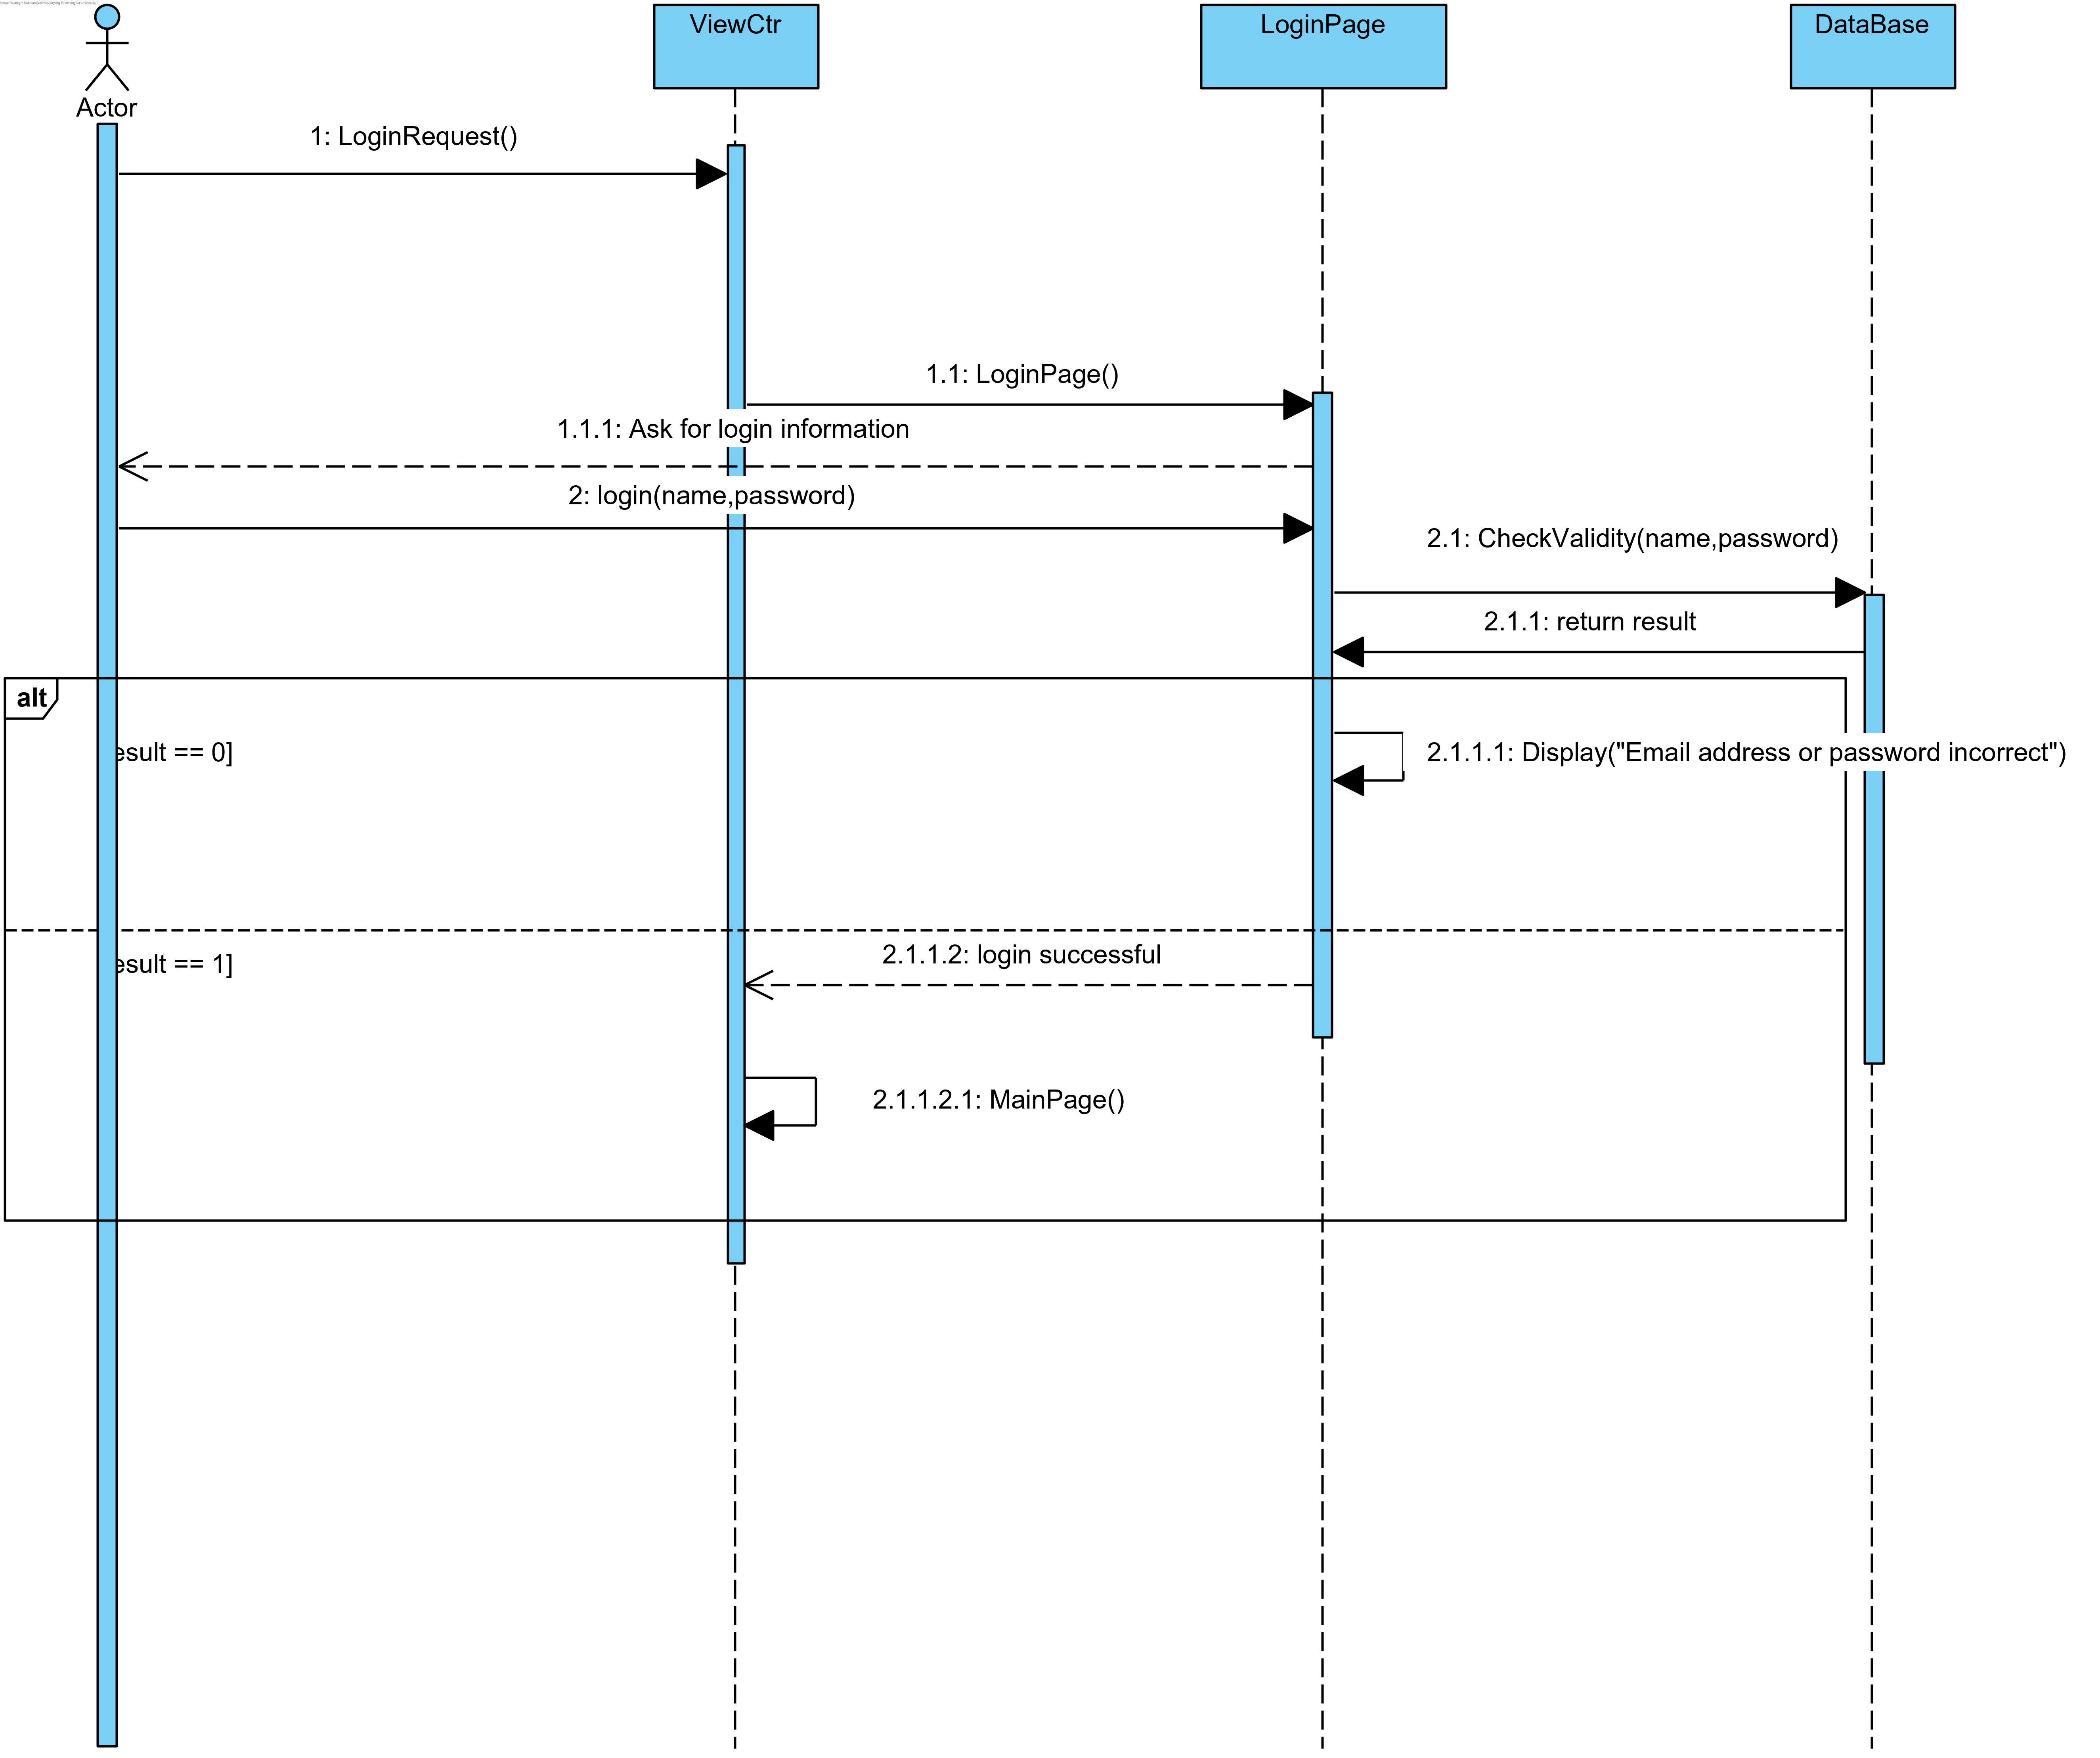 Actor
ViewCtr
LoginPage
DataBase
1: LoginRequest()
1.1: LoginPage()
1.1.1: Ask for login information
2: login(name,password)
2.1: CheckValidity(name,password)
2.1.1: return result
alt
esult == 0]
2.1.1.1: Display("Email address or password incorrect")
esult == 1]
2.1.1.2: login successful
2.1.1.2.1: MainPage()